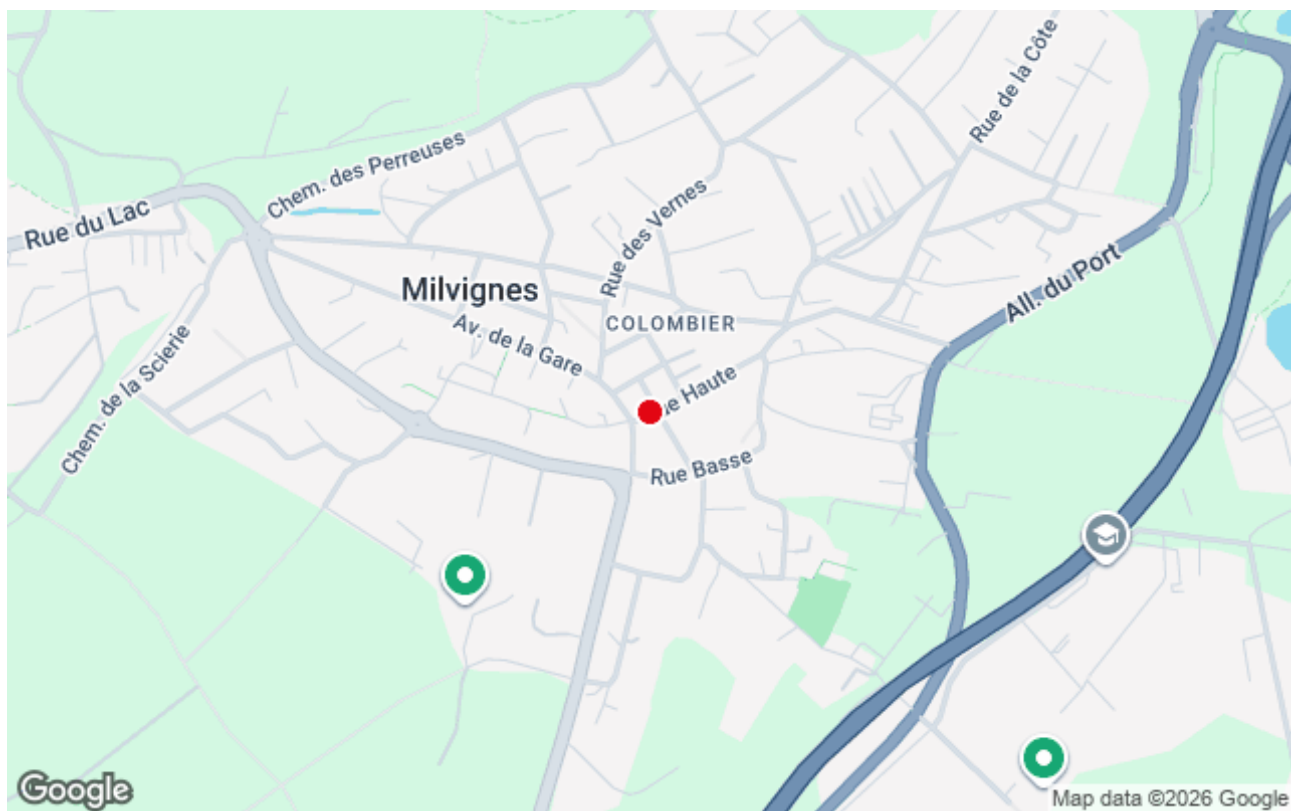 Rue de la Côte
Chem. des Perreuses
Rue du Lac
Rue des Vernes
All. du Port
Milvignes
COLOMBIER
Av. de la Gare
Chem. de la Scierie
Haute
Rue Basse
Google
Map data ©2026 Google